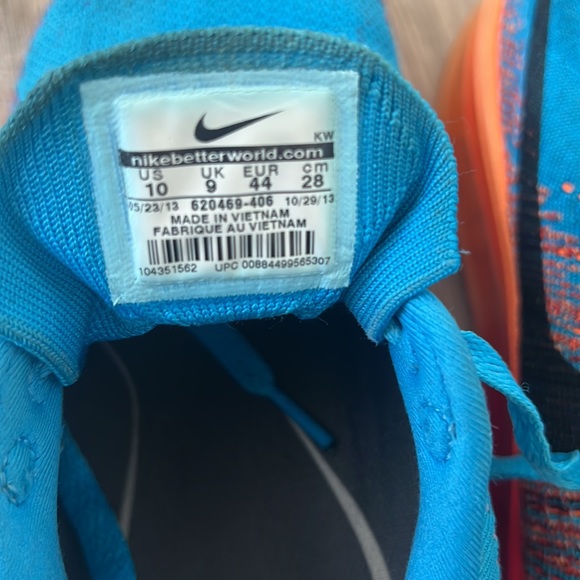 KW
nikebetterworld.com
US UK EUR cm
10 9 44 28
05/23/13 620469-406 10/29/13
MADE IN VIETNAM
FABRIQUE AU VIETNAM
104351562 UPC 00884499565307